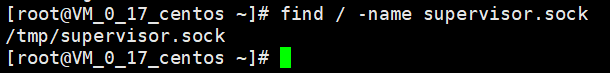 [root@VM_0_17_centos ~]# find / -name supervisor.sock
/tmp/supervisor.sock
[root@VM_0_17_centos ~]#